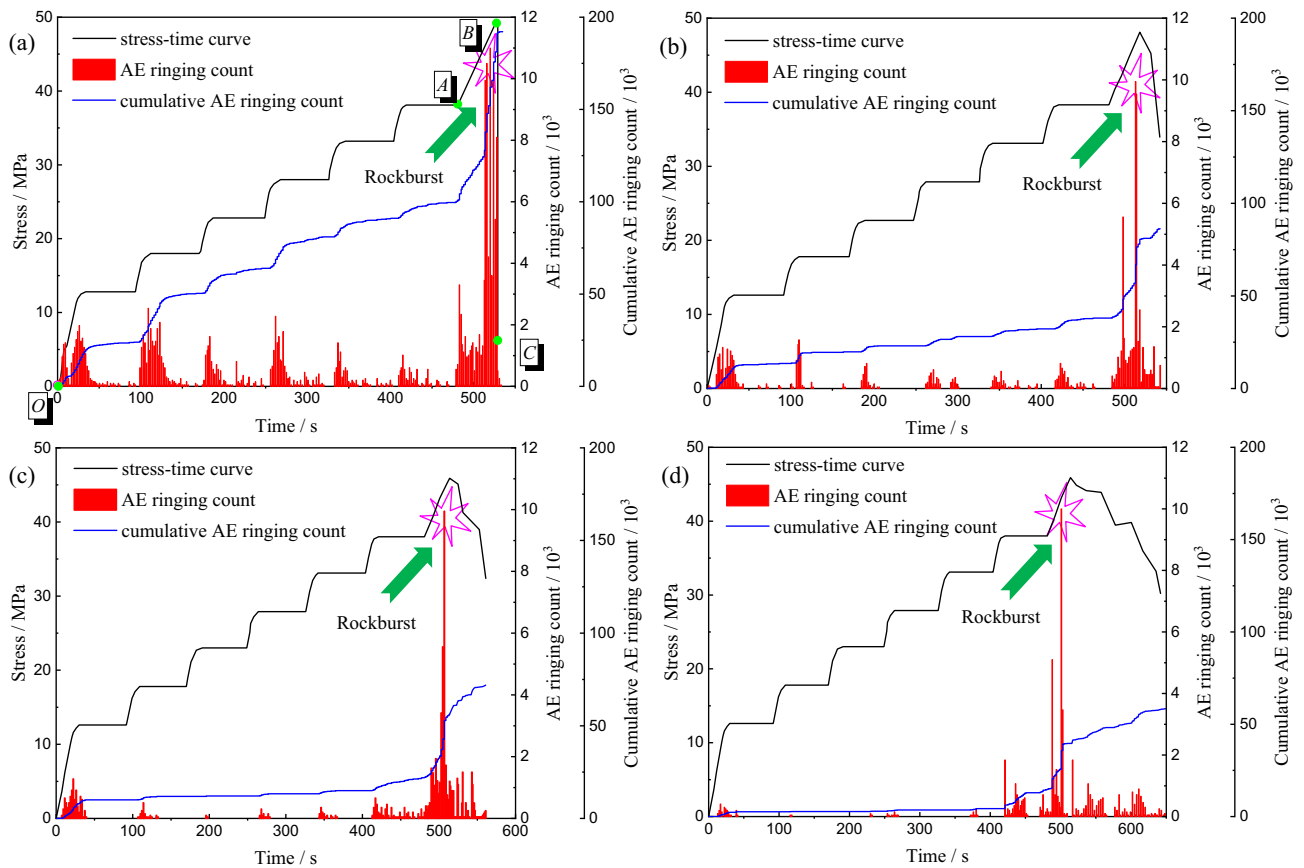 (a)
stress-time curve
AE ringing count
cumulative AE ringing count
A
B
C
O
Rockburst
Stress / MPa
0
10
20
30
40
50
Time / s
0
100
200
300
400
500
AE ringing count / 10³
0
2
4
6
8
10
12
Cumulative AE ringing count / 10³
0
50
100
150
200
(b)
stress-time curve
AE ringing count
cumulative AE ringing count
Rockburst
Stress / MPa
0
10
20
30
40
50
Time / s
0
100
200
300
400
500
AE ringing count / 10³
0
2
4
6
8
10
12
Cumulative AE ringing count / 10³
0
50
100
150
200
(c)
stress-time curve
AE ringing count
cumulative AE ringing count
Rockburst
Stress / MPa
0
10
20
30
40
50
Time / s
0
100
200
300
400
500
600
AE ringing count / 10³
0
2
4
6
8
10
12
Cumulative AE ringing count / 10³
0
50
100
150
200
(d)
stress-time curve
AE ringing count
cumulative AE ringing count
Rockburst
Stress / MPa
0
10
20
30
40
50
Time / s
0
100
200
300
400
500
600
AE ringing count / 10³
0
2
4
6
8
10
12
Cumulative AE ringing count / 10³
0
50
100
150
200